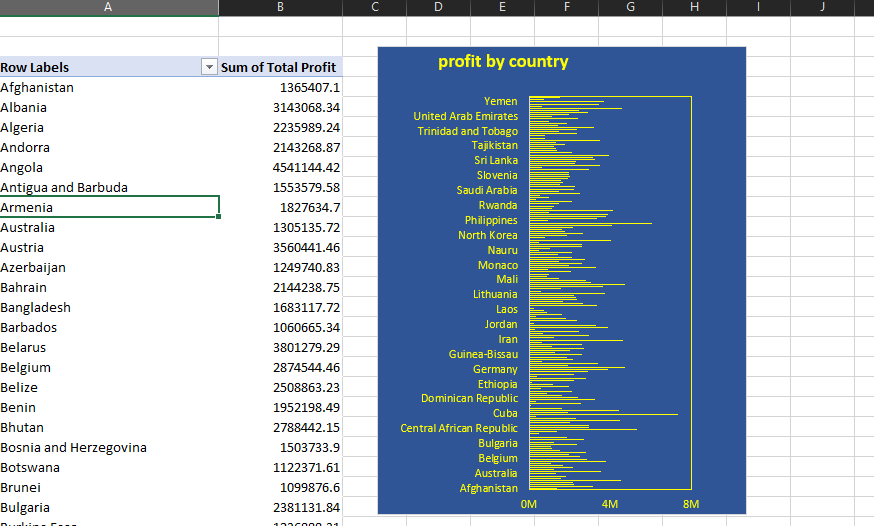 A B C D E F G H I J
Row Labels Sum of Total Profit
Afghanistan 1365407.1
Albania 3143068.34
Algeria 2235989.24
Andorra 2143268.87
Angola 4541144.42
Antigua and Barbuda 1553579.58
Armenia 1827634.7
Australia 1305135.72
Austria 3560441.46
Azerbaijan 1249740.83
Bahrain 2144238.75
Bangladesh 1683117.72
Barbados 1060665.34
Belarus 3801279.29
Belgium 2874544.46
Belize 2508863.23
Benin 1952198.49
Bhutan 2788442.15
Bosnia and Herzegovina 1503733.9
Botswana 1122371.61
Brunei 1099876.6
Bulgaria 2381131.84
profit by country
Yemen
United Arab Emirates
Trinidad and Tobago
Tajikistan
Sri Lanka
Slovenia
Saudi Arabia
Rwanda
Philippines
North Korea
Nauru
Monaco
Mali
Lithuania
Laos
Jordan
Iran
Guinea-Bissau
Germany
Ethiopia
Dominican Republic
Cuba
Central African Republic
Bulgaria
Belgium
Australia
Afghanistan
0M 4M 8M